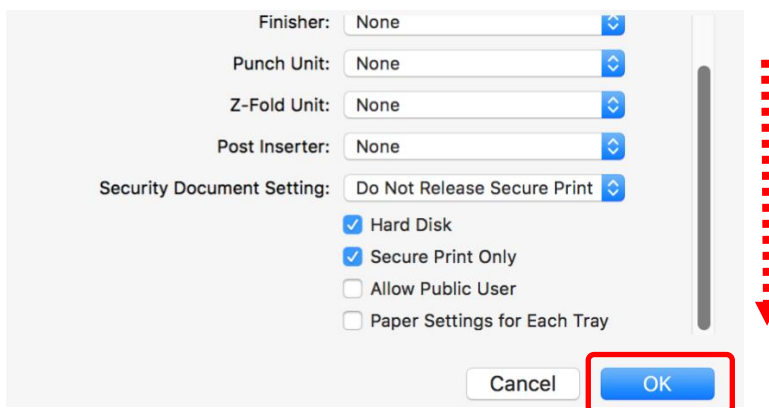 Finisher: None
Punch Unit: None
Z-Fold Unit: None
Post Inserter: None
Security Document Setting: Do Not Release Secure Print
Hard Disk
Secure Print Only
Allow Public User
Paper Settings for Each Tray
Cancel OK